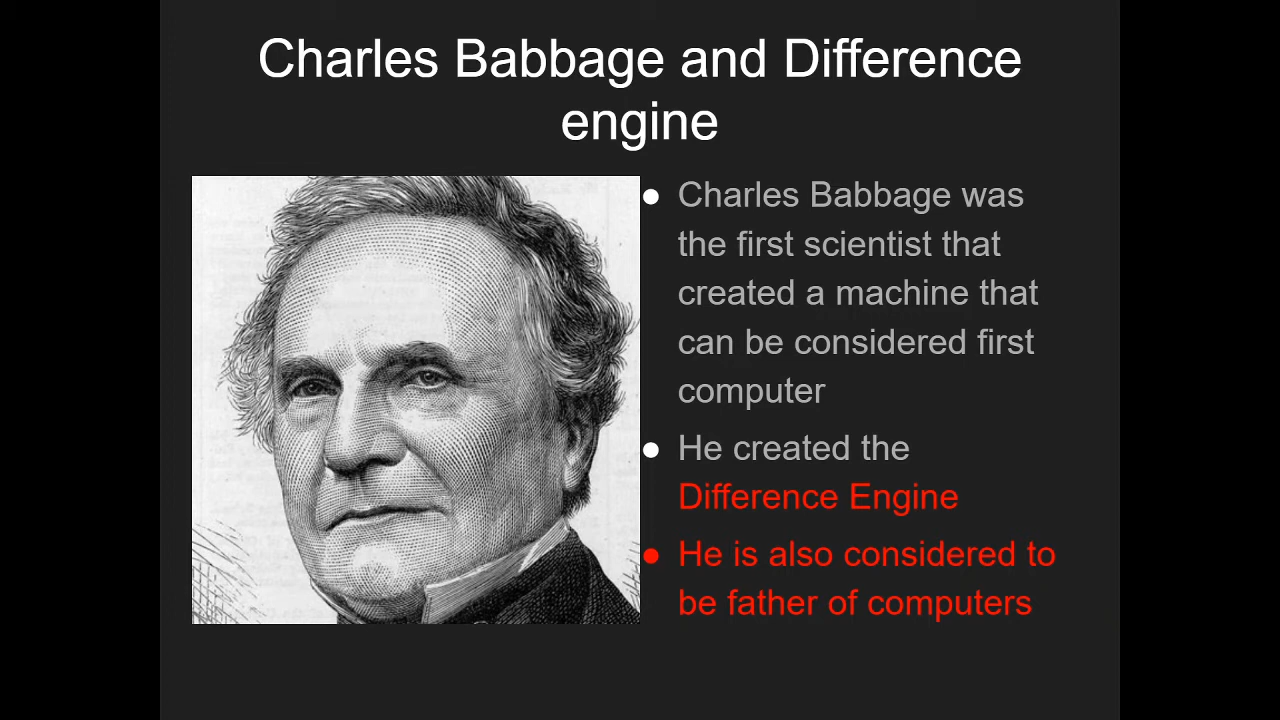 Charles Babbage and Difference
engine
● Charles Babbage was
the first scientist that
created a machine that
can be considered first
computer
● He created the
Difference Engine
● He is also considered to
be father of computers